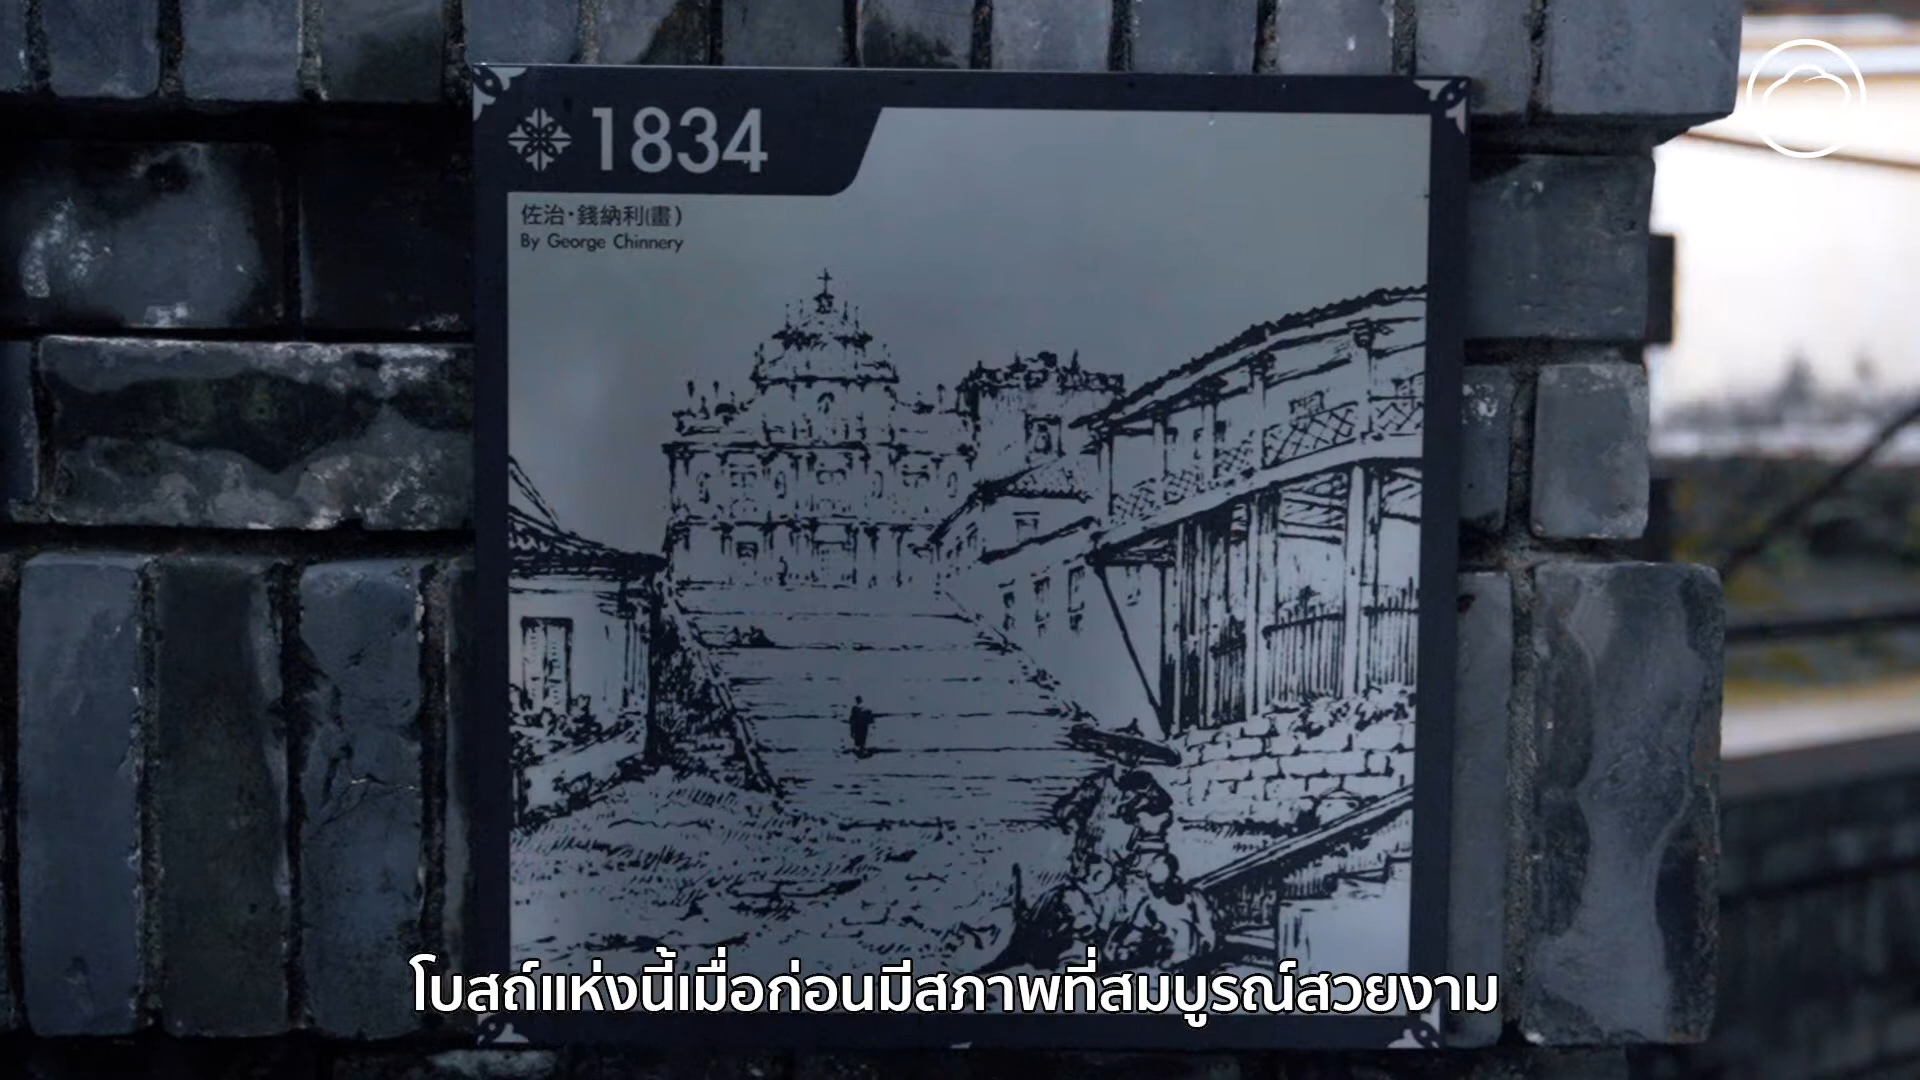 1834
佐治·錢納利(畫)
By George Chinnery
โบสถ์แห่งนี้เมื่อก่อนมีสภาพที่สมบูรณ์สวยงาม